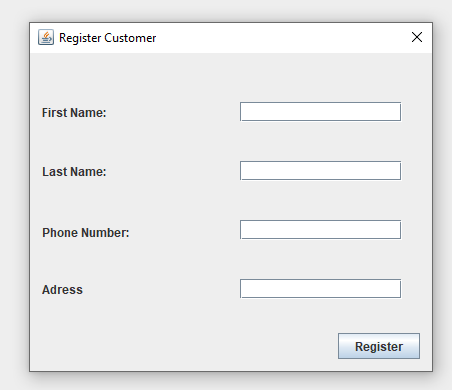 Register Customer
First Name:
Last Name:
Phone Number:
Adress
Register